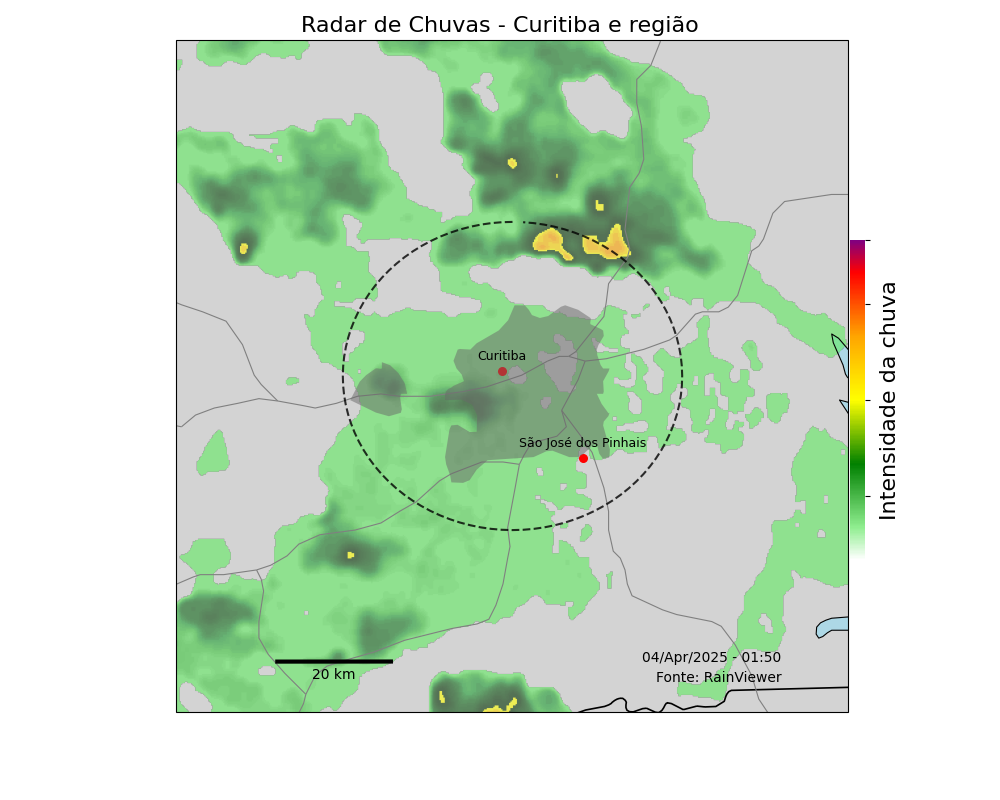 Radar de Chuvas - Curitiba e região
Curitiba
São José dos Pinhais
Intensidade da chuva
04/Apr/2025 - 01:50
Fonte: RainViewer
20 km